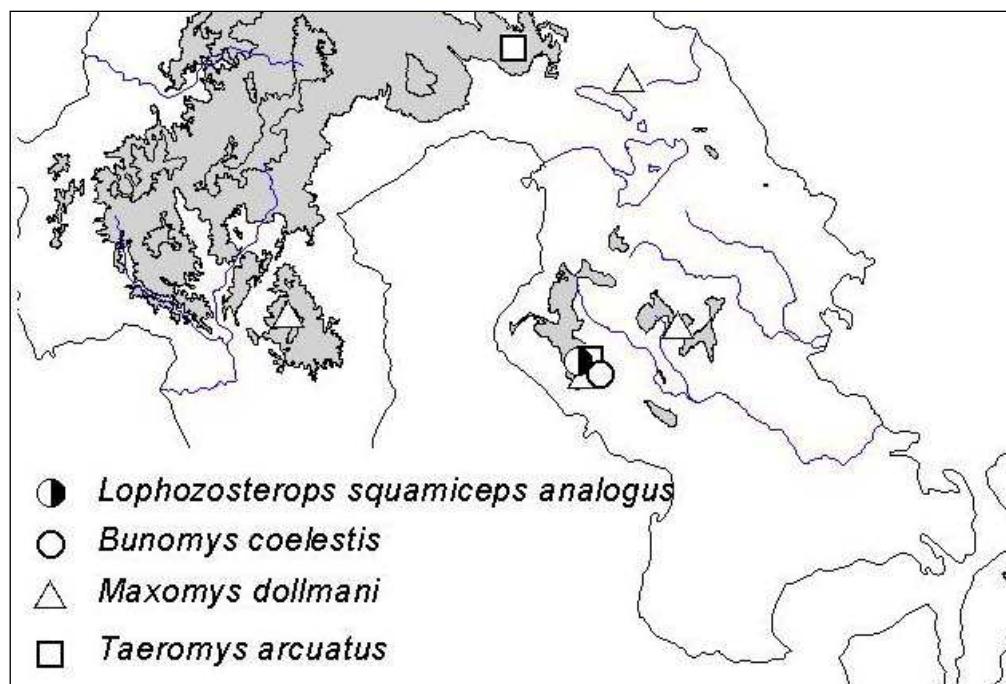 Lophozosterops squamiceps analogus
Bunomys coelestis
Maxomys dollmani
Taeromys arcuatus